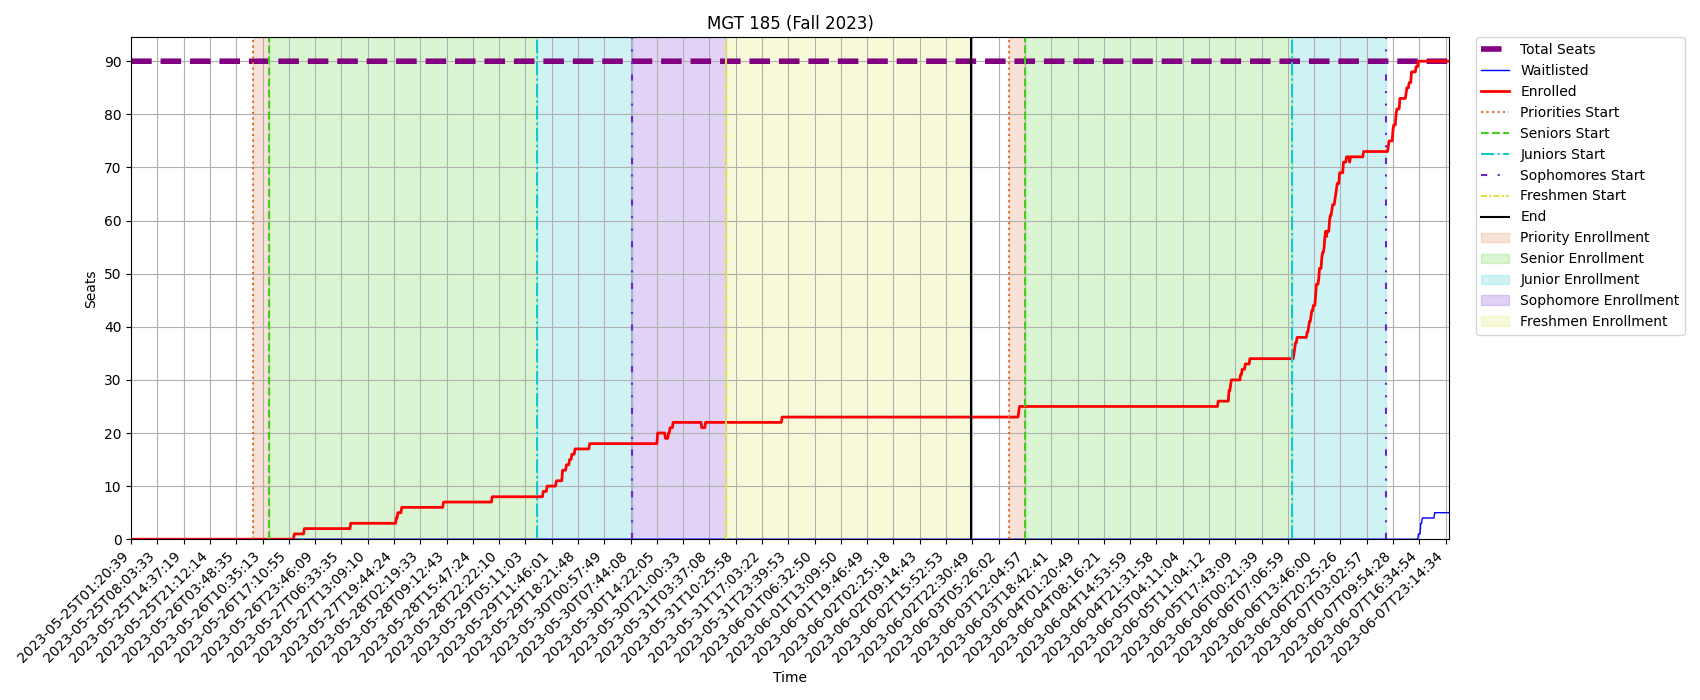 MGT 185 (Fall 2023)
Seats
90
80
70
60
50
40
30
20
10
0
2023-05-25T01:20:39
2023-05-25T08:03:33
2023-05-25T14:37:19
2023-05-25T21:12:14
2023-05-26T03:48:35
2023-05-26T10:35:13
2023-05-26T17:10:55
2023-05-26T23:46:09
2023-05-27T06:33:35
2023-05-27T13:09:10
2023-05-27T19:44:24
2023-05-28T02:19:33
2023-05-28T09:12:43
2023-05-28T15:47:24
2023-05-28T22:22:10
2023-05-29T05:11:03
2023-05-29T11:46:01
2023-05-29T18:21:48
2023-05-30T00:57:49
2023-05-30T07:44:08
2023-05-30T14:22:05
2023-05-30T21:00:33
2023-05-31T03:37:08
2023-05-31T10:25:58
2023-05-31T17:03:22
2023-05-31T23:39:53
2023-06-01T06:32:50
2023-06-01T13:09:50
2023-06-01T19:46:49
2023-06-02T02:25:18
2023-06-02T09:14:43
2023-06-02T15:52:53
2023-06-02T22:30:49
2023-06-03T05:26:02
2023-06-03T12:04:57
2023-06-03T18:42:41
2023-06-04T01:20:49
2023-06-04T08:16:21
2023-06-04T14:53:59
2023-06-04T21:31:58
2023-06-05T04:11:04
2023-06-05T11:04:12
2023-06-05T17:43:09
2023-06-06T00:21:39
2023-06-06T07:06:59
2023-06-06T13:46:00
2023-06-06T20:25:26
2023-06-07T03:02:57
2023-06-07T09:54:28
2023-06-07T16:34:54
2023-06-07T23:14:34
Time
Total Seats
Waitlisted
Enrolled
Priorities Start
Seniors Start
Juniors Start
Sophomores Start
Freshmen Start
End
Priority Enrollment
Senior Enrollment
Junior Enrollment
Sophomore Enrollment
Freshmen Enrollment